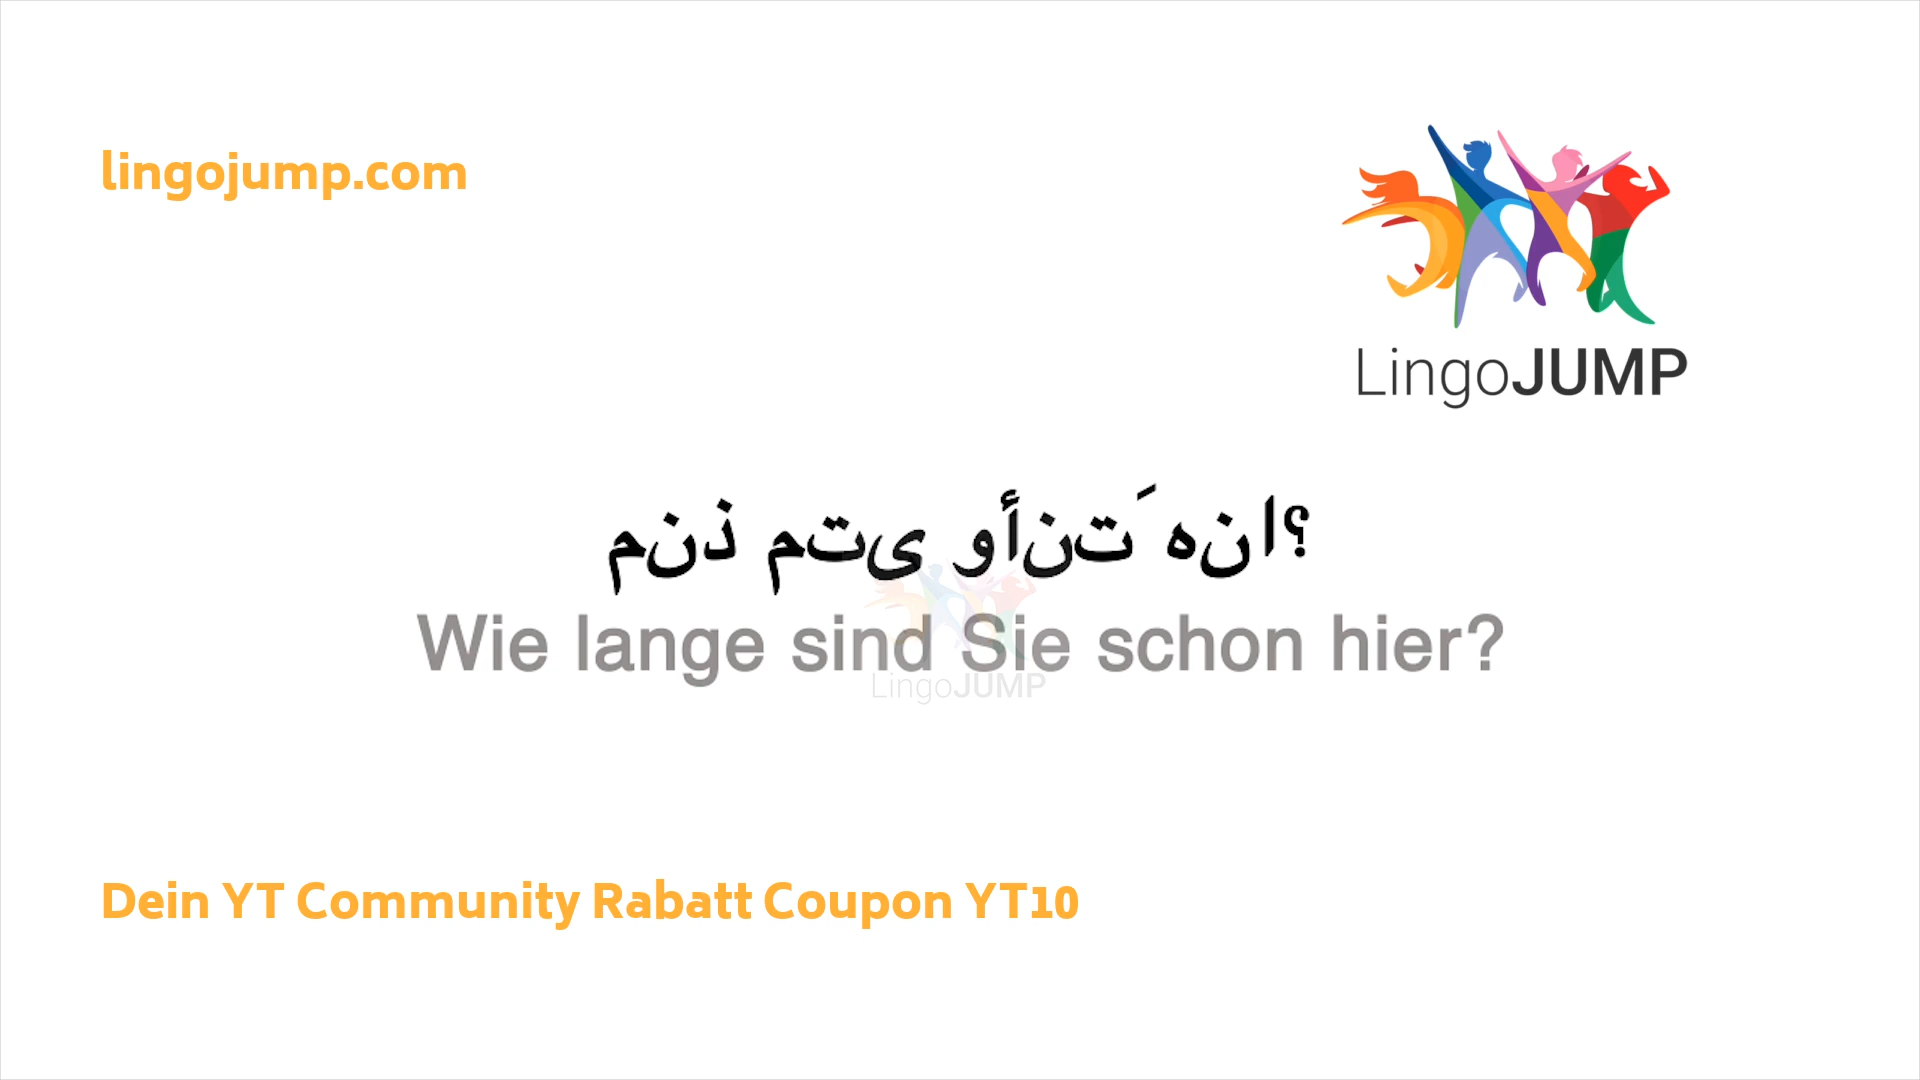 lingojump.com
LingoJUMP
منذ متى وأنتَ هنا؟
Wie lange sind Sie schon hier?
LingoJUMP
Dein YT Community Rabatt Coupon YT10